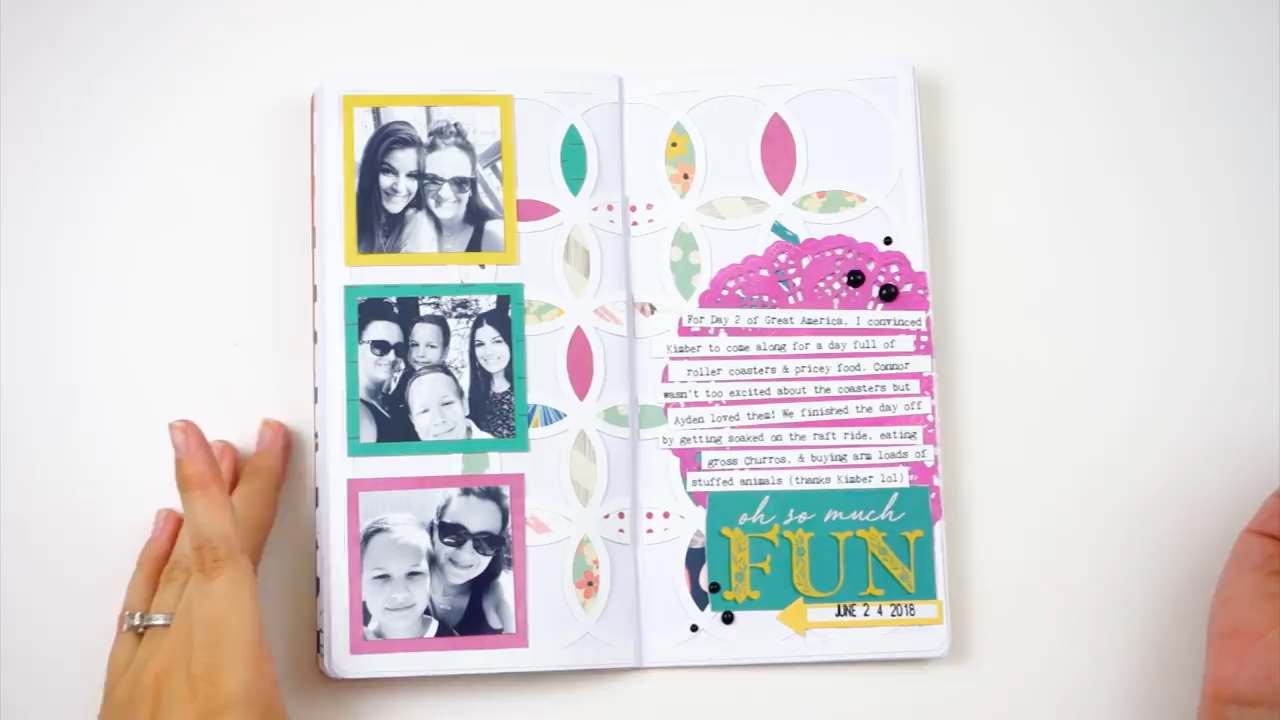 For Day 2 of Great America, I convinced
Kimber to come along for a day full of
roller coasters & pricey food. Connor
wasn't too excited about the coasters but
Ayden loved them! We finished the day off
by getting soaked on the raft ride, eating
gross Churros, & buying arm loads of
stuffed animals (thanks Kimber lol)
oh so much
FUN
JUNE 2 4 2018